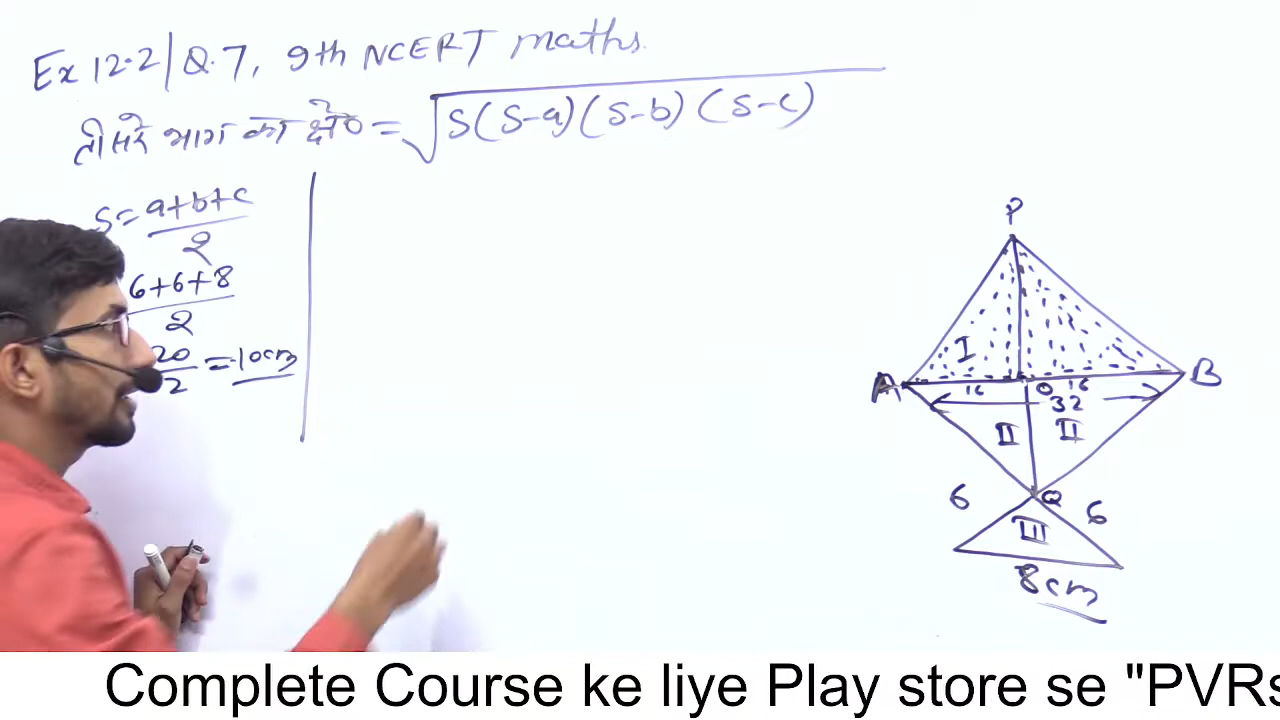 Ex 12.2 | Q.7, 9th NCERT maths.
तीसरे भाग का क्षे० = √S(S-a)(S-b)(S-c)
S = a+b+c
2
6+6+8
2
20 = 10cm
2
P
I
A B
16 O 16
32
II II
Q
6 6
III
8cm
Complete Course ke liye Play store se "PVRs